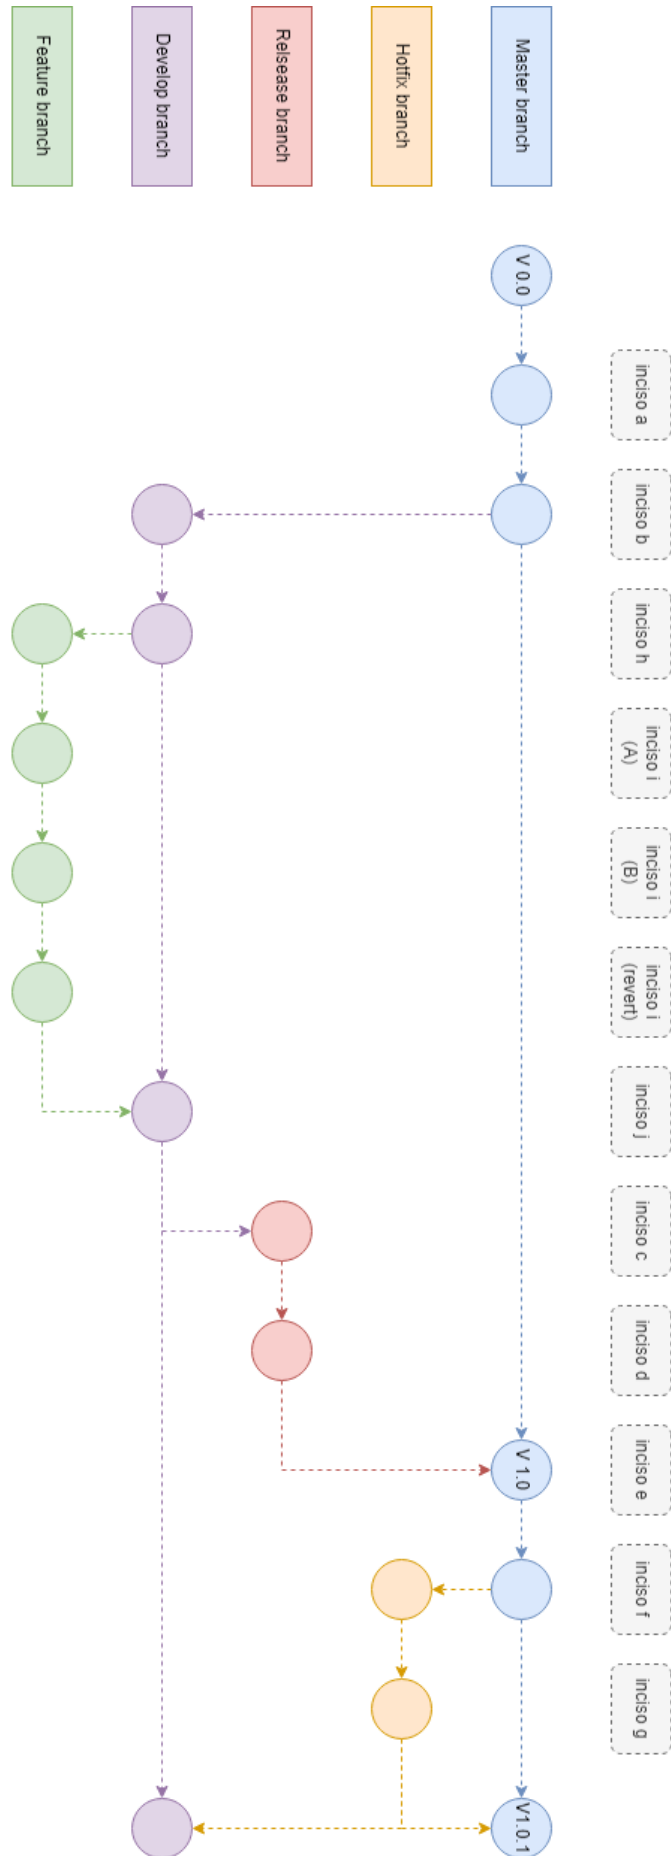 Master branch
Hotfix branch
Relsease branch
Develop branch
Feature branch
inciso a
inciso b
inciso h
inciso i
(A)
inciso i
(B)
inciso i
(revert)
inciso j
inciso c
inciso d
inciso e
inciso f
inciso g
V 0.0
V 1.0
V1.0.1